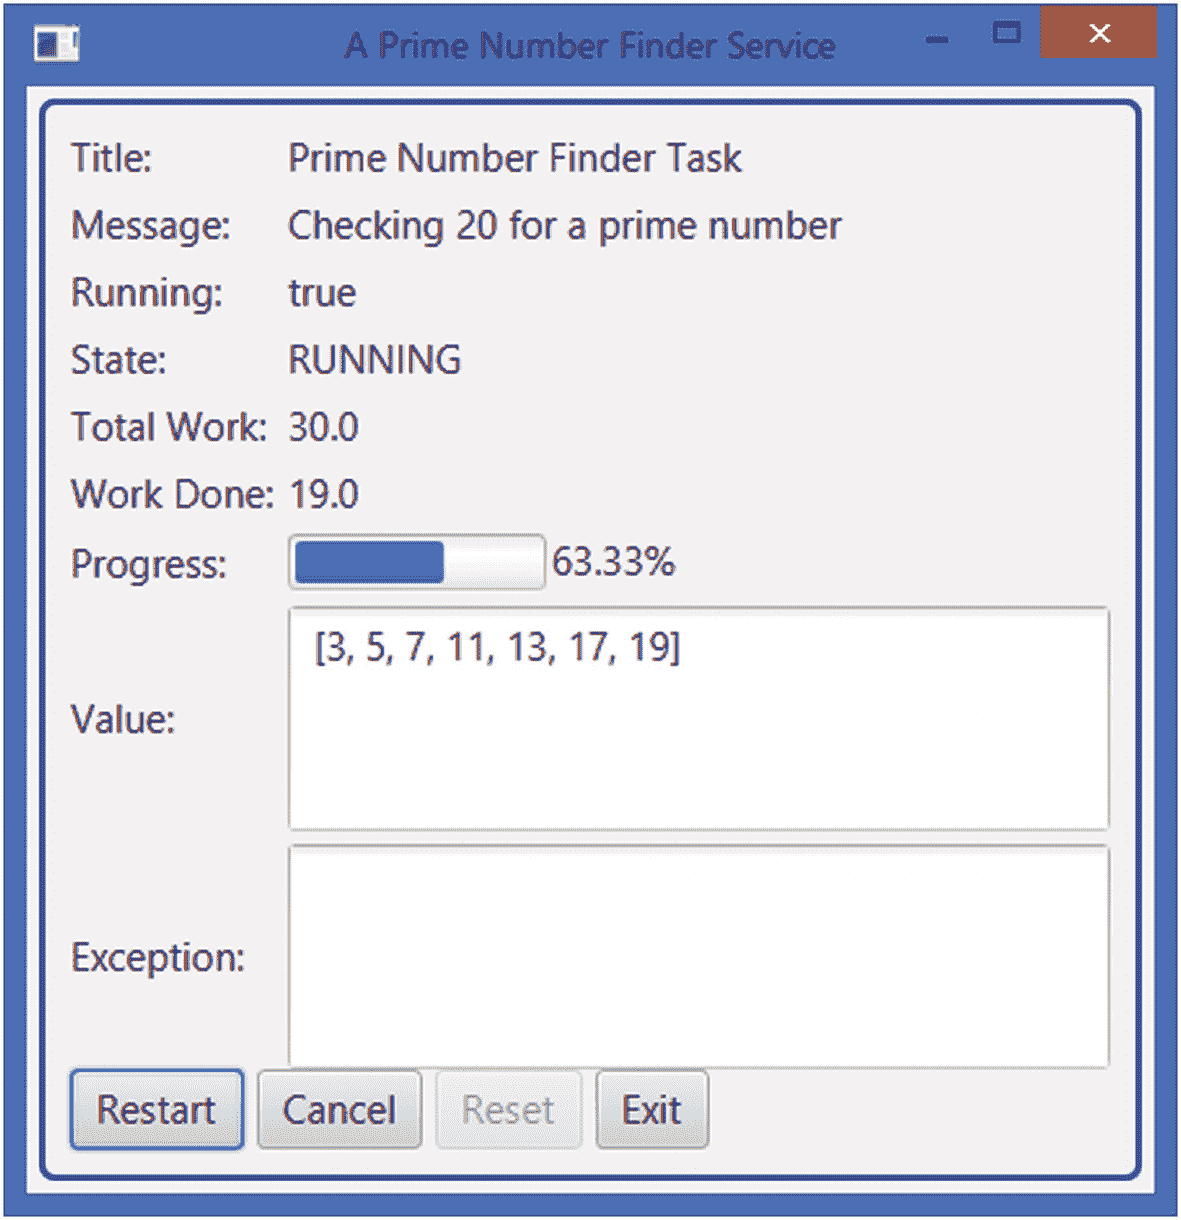 A Prime Number Finder Service
Title: Prime Number Finder Task
Message: Checking 20 for a prime number
Running: true
State: RUNNING
Total Work: 30.0
Work Done: 19.0
Progress: 63.33%
[3, 5, 7, 11, 13, 17, 19]
Value:
Exception:
Restart Cancel Reset Exit